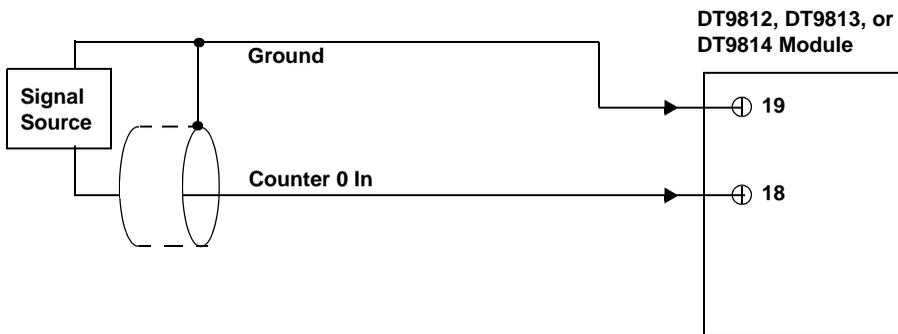 DT9812, DT9813, or
DT9814 Module
Ground
Signal
Source
19
Counter 0 In
18